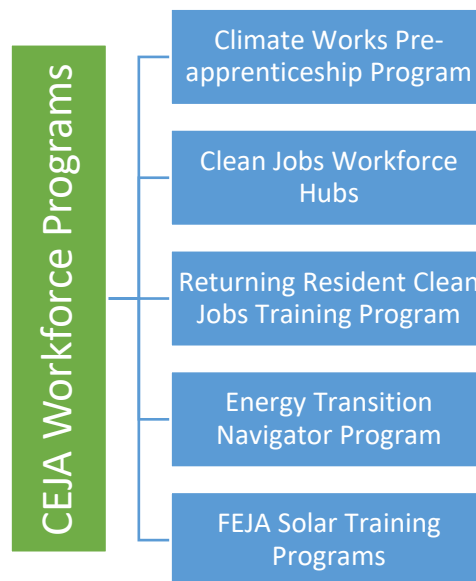 CEJA Workforce Programs
Climate Works Pre-
apprenticeship Program
Clean Jobs Workforce
Hubs
Returning Resident Clean
Jobs Training Program
Energy Transition
Navigator Program
FEJA Solar Training
Programs